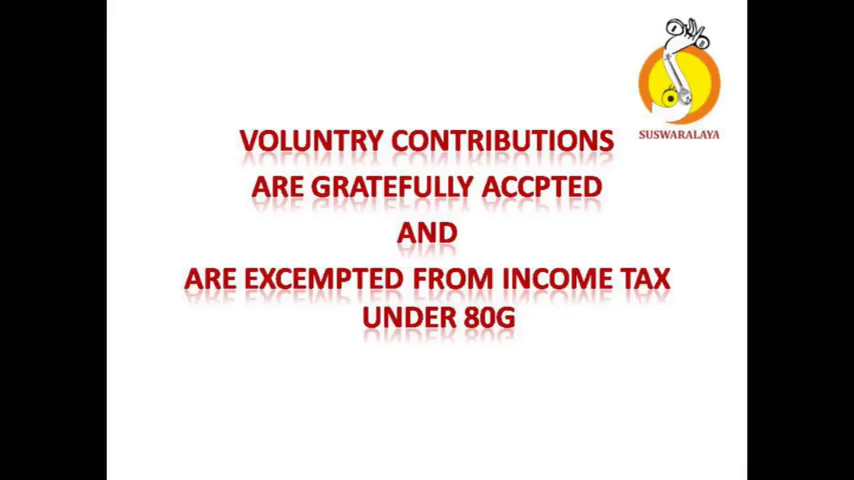 SUSWARALAYA
VOLUNTRY CONTRIBUTIONS
ARE GRATEFULLY ACCPTED
AND
ARE EXCEMPTED FROM INCOME TAX
UNDER 80G